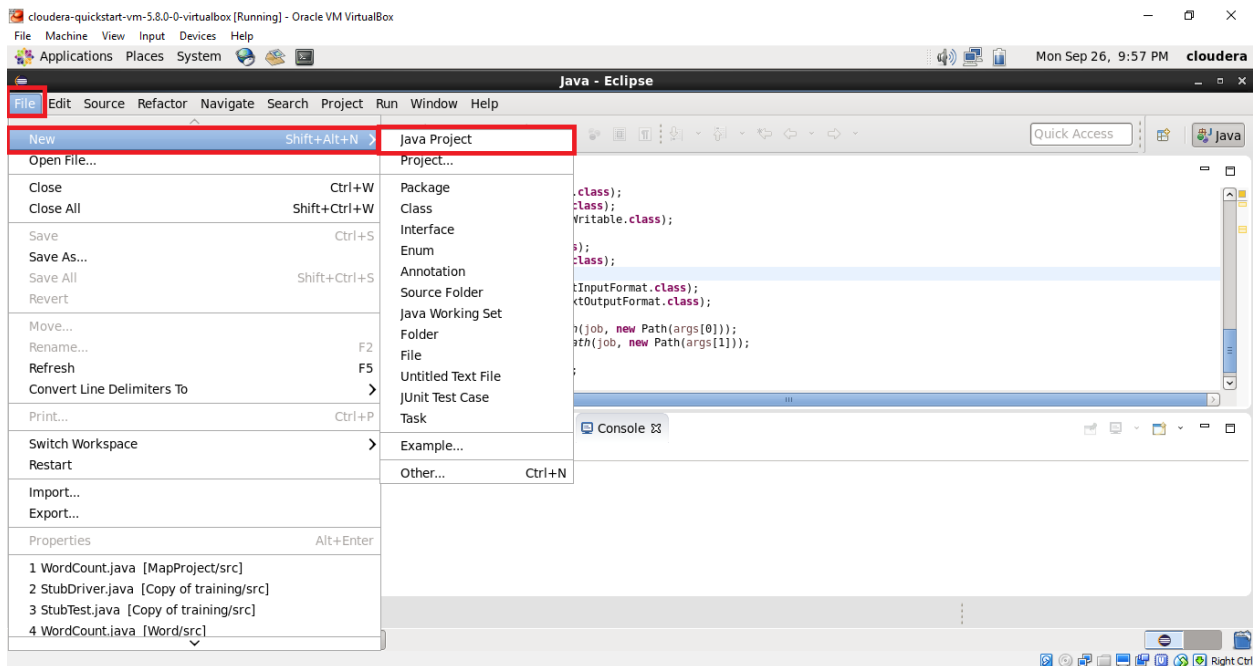 cloudera-quickstart-vm-5.8.0-0-virtualbox [Running] - Oracle VM VirtualBox
File Machine View Input Devices Help
Applications Places System Mon Sep 26, 9:57 PM cloudera
Java - Eclipse
File Edit Source Refactor Navigate Search Project Run Window Help
New Shift+Alt+N
Java Project
Quick Access
Java
Open File...
Project...
Close Ctrl+W
Package
.class);
Close All Shift+Ctrl+W
Class
class);
Interface
Writable.class);
Save Ctrl+S
Enum
s);
Save As...
class);
Save All Shift+Ctrl+S
Annotation
Revert
Source Folder
tInputFormat.class);
Java Working Set
xtOutputFormat.class);
Move...
Folder
h(job, new Path(args[0]));
Rename... F2
File
ath(job, new Path(args[1]));
Refresh F5
Untitled Text File
;
Convert Line Delimiters To
JUnit Test Case
Print... Ctrl+P
Task
Console
Switch Workspace
Example...
Restart
Other... Ctrl+N
Import...
Export...
Properties Alt+Enter
1 WordCount.java [MapProject/src]
2 StubDriver.java [Copy of training/src]
3 StubTest.java [Copy of training/src]
4 WordCount.java [Word/src]
Right Ctrl